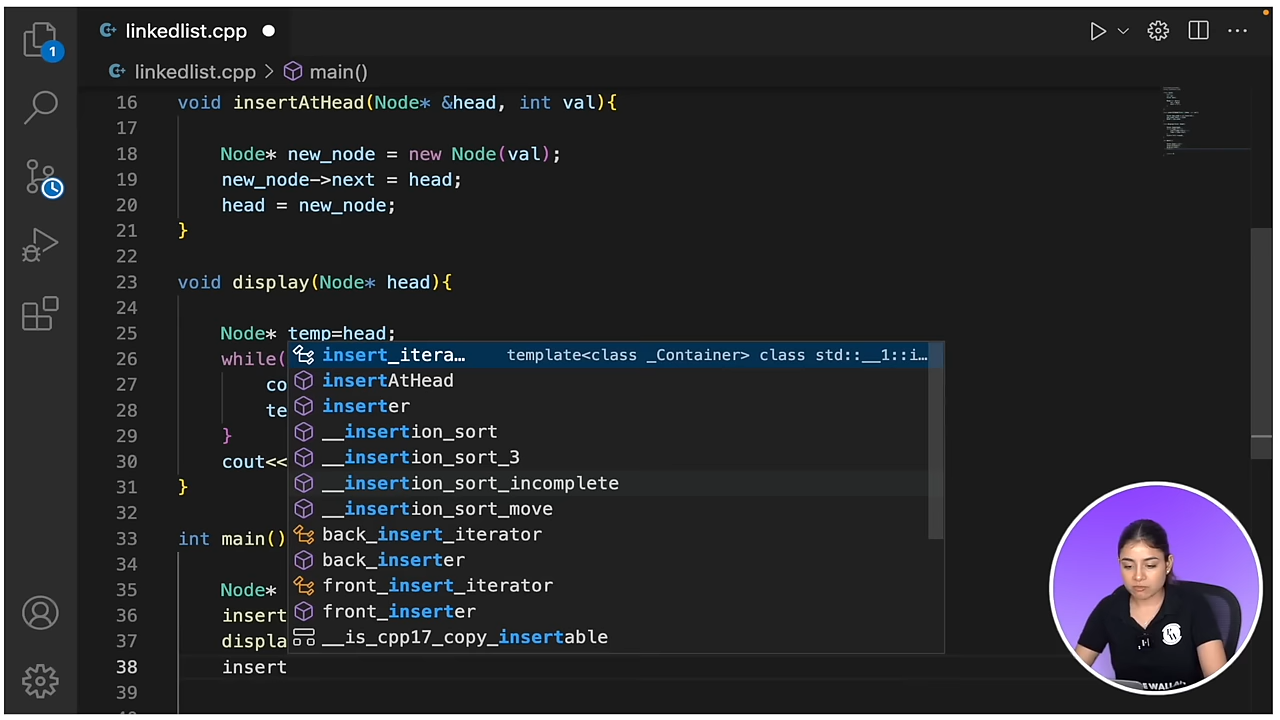 linkedlist.cpp
1
linkedlist.cpp > main()
16 void insertAtHead(Node* &head, int val){
17
18 Node* new_node = new Node(val);
19 new_node->next = head;
20 head = new_node;
21 }
22
23 void display(Node* head){
24
25 Node* temp=head;
26 while(
insert_itera… template<class _Container> class std::__1::i…
27 co
insertAtHead
28 te
inserter
29 }
__insertion_sort
30 cout<<
__insertion_sort_3
31 }
__insertion_sort_incomplete
32
__insertion_sort_move
33 int main()
back_insert_iterator
34
back_inserter
35 Node*
front_insert_iterator
36 insert
front_inserter
37 displa
__is_cpp17_copy_insertable
38 insert
39